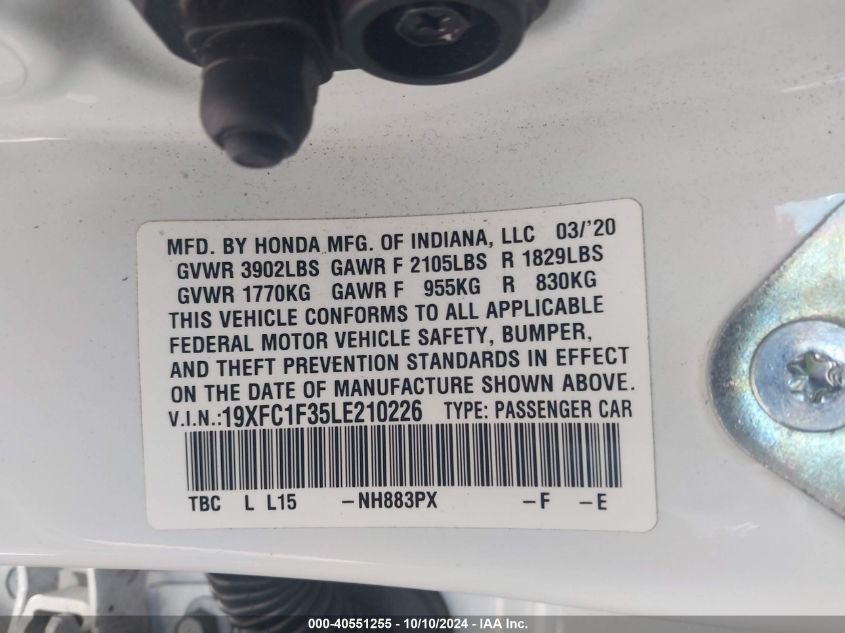 MFD. BY HONDA MFG. OF INDIANA, LLC 03/'20
GVWR 3902LBS GAWR F 2105LBS R 1829LBS
GVWR 1770KG GAWR F 955KG R 830KG
THIS VEHICLE CONFORMS TO ALL APPLICABLE
FEDERAL MOTOR VEHICLE SAFETY, BUMPER,
AND THEFT PREVENTION STANDARDS IN EFFECT
ON THE DATE OF MANUFACTURE SHOWN ABOVE.
V.I.N.:19XFC1F35LE210226 TYPE: PASSENGER CAR
TBC L L15 -NH883PX -F -E
000-40551255 - 10/10/2024 - IAA Inc.